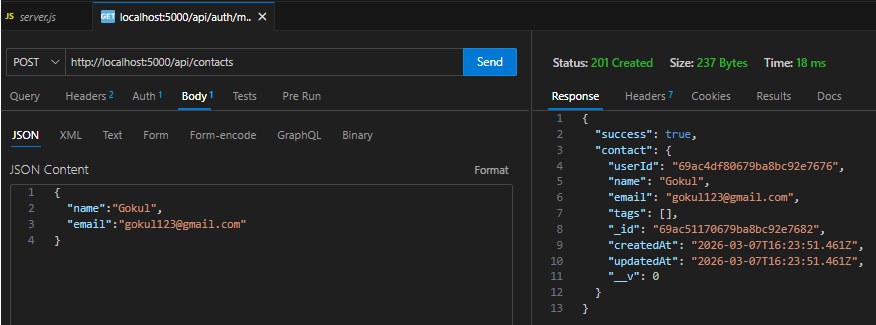 JS server.js GET localhost:5000/api/auth/m... ×
POST http://localhost:5000/api/contacts Send
Query Headers 2 Auth 1 Body 1 Tests Pre Run
JSON XML Text Form Form-encode GraphQL Binary
JSON Content Format
1 {
2 "name":"Gokul",
3 "email":"gokul123@gmail.com"
4 }
Status: 201 Created Size: 237 Bytes Time: 18 ms
Response Headers 7 Cookies Results Docs
1 {
2 "success": true,
3 "contact": {
4 "userId": "69ac4df80679ba8bc92e7676",
5 "name": "Gokul",
6 "email": "gokul123@gmail.com",
7 "tags": [],
8 "_id": "69ac51170679ba8bc92e7682",
9 "createdAt": "2026-03-07T16:23:51.461Z",
10 "updatedAt": "2026-03-07T16:23:51.461Z",
11 "__v": 0
12 }
13 }